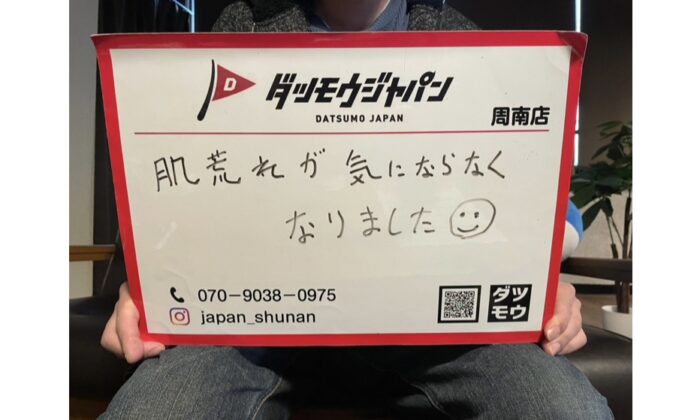 D
ダツモウジャパン
DATSUMO JAPAN
周南店
肌荒れが気にならなく
なりました
070-9038-0975
japan_shunan
ダツ
モウ